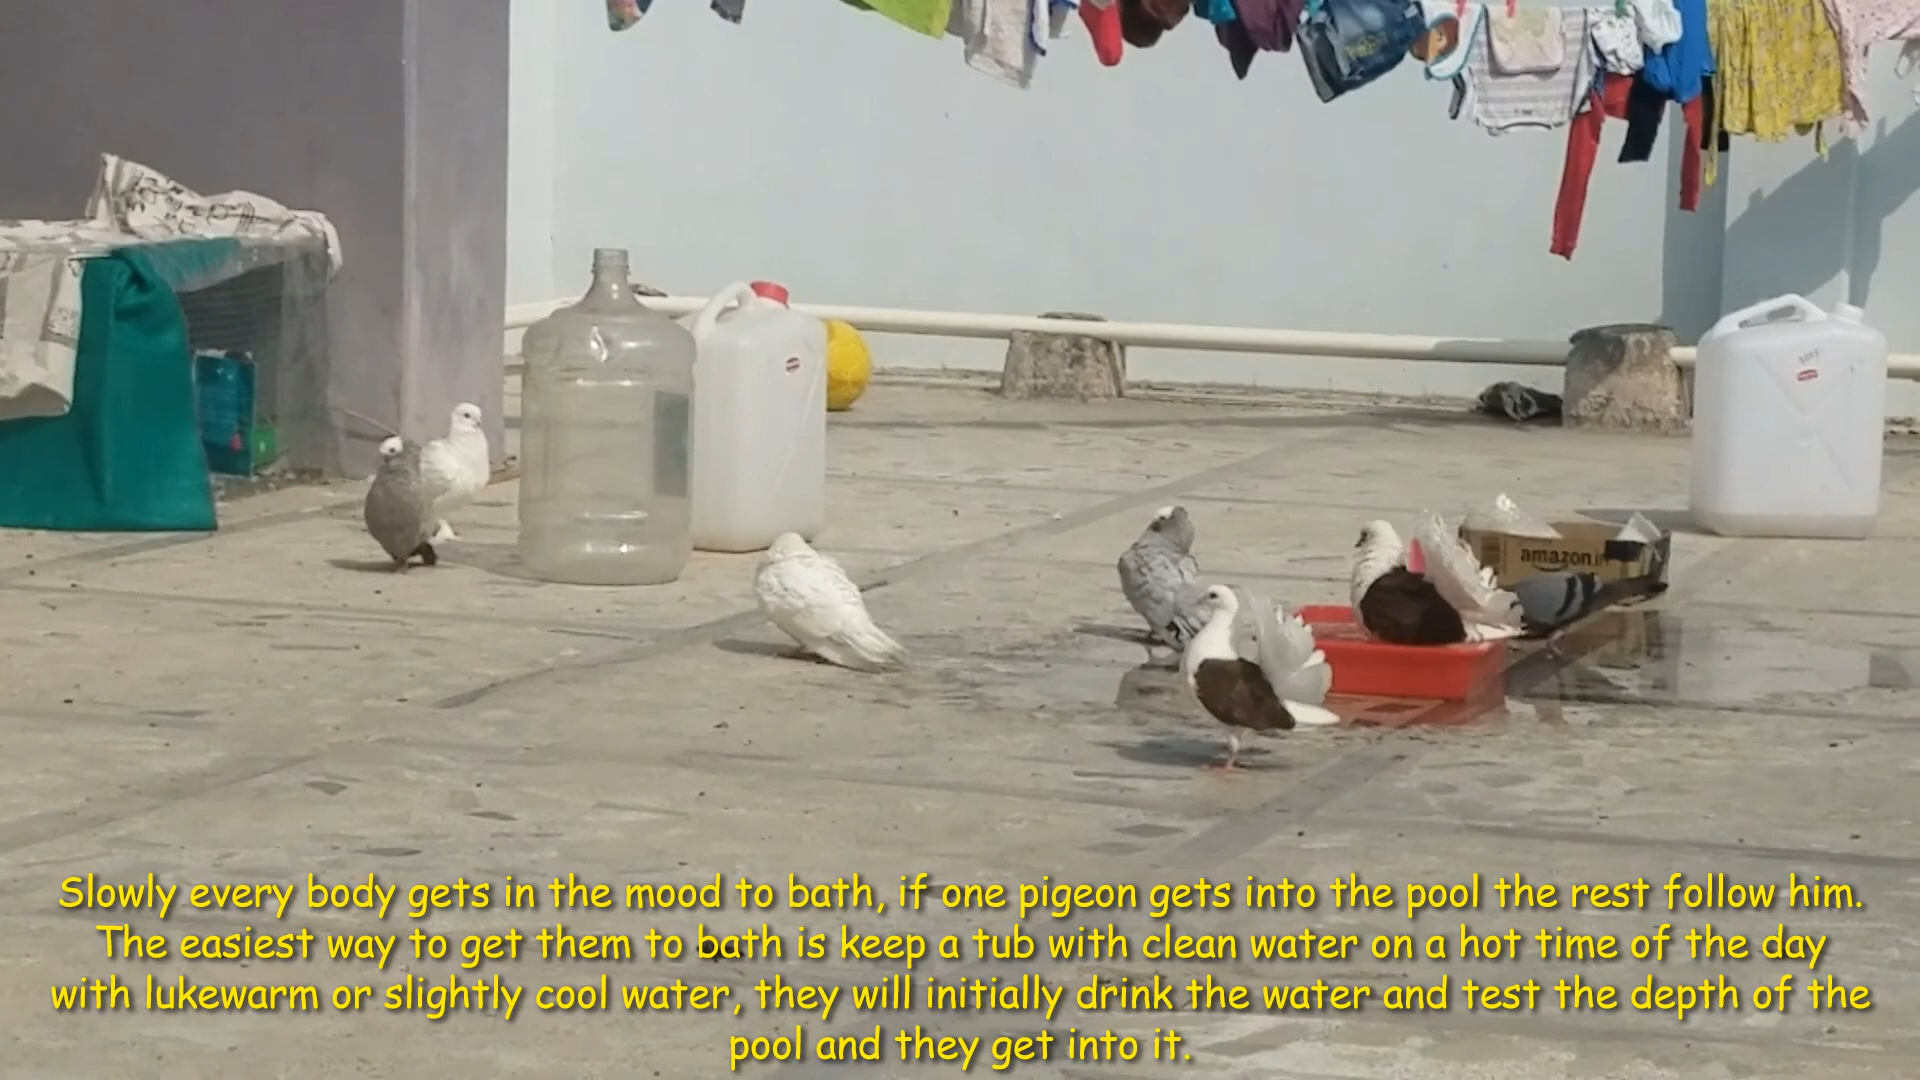 amazon.in
Slowly every body gets in the mood to bath, if one pigeon gets into the pool the rest follow him.
The easiest way to get them to bath is keep a tub with clean water on a hot time of the day
with lukewarm or slightly cool water, they will initially drink the water and test the depth of the
pool and they get into it.